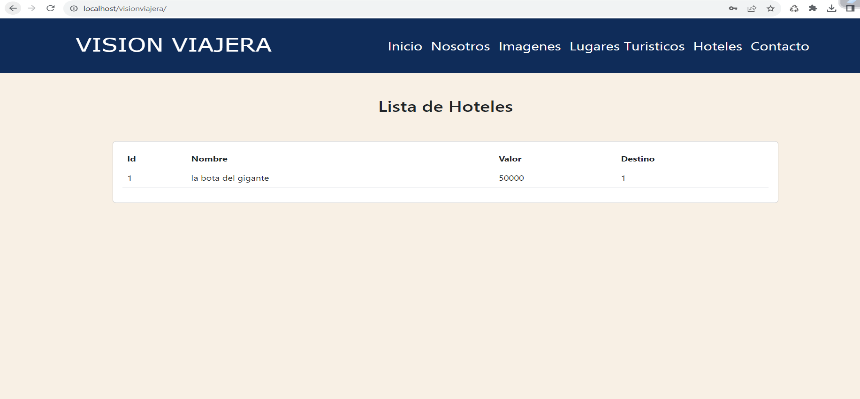 localhost/visionviajera/
VISION VIAJERA
Inicio Nosotros Imagenes Lugares Turisticos Hoteles Contacto
Lista de Hoteles
Id Nombre Valor Destino
1 la bota del gigante 50000 1